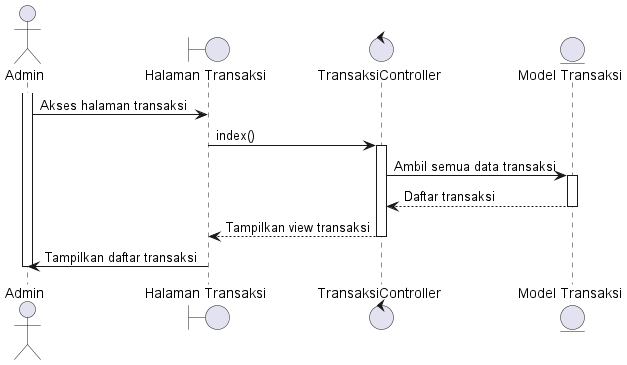 Admin
Halaman Transaksi
TransaksiController
Model Transaksi
Akses halaman transaksi
index()
Ambil semua data transaksi
Daftar transaksi
Tampilkan view transaksi
Tampilkan daftar transaksi
Admin
Halaman Transaksi
TransaksiController
Model Transaksi